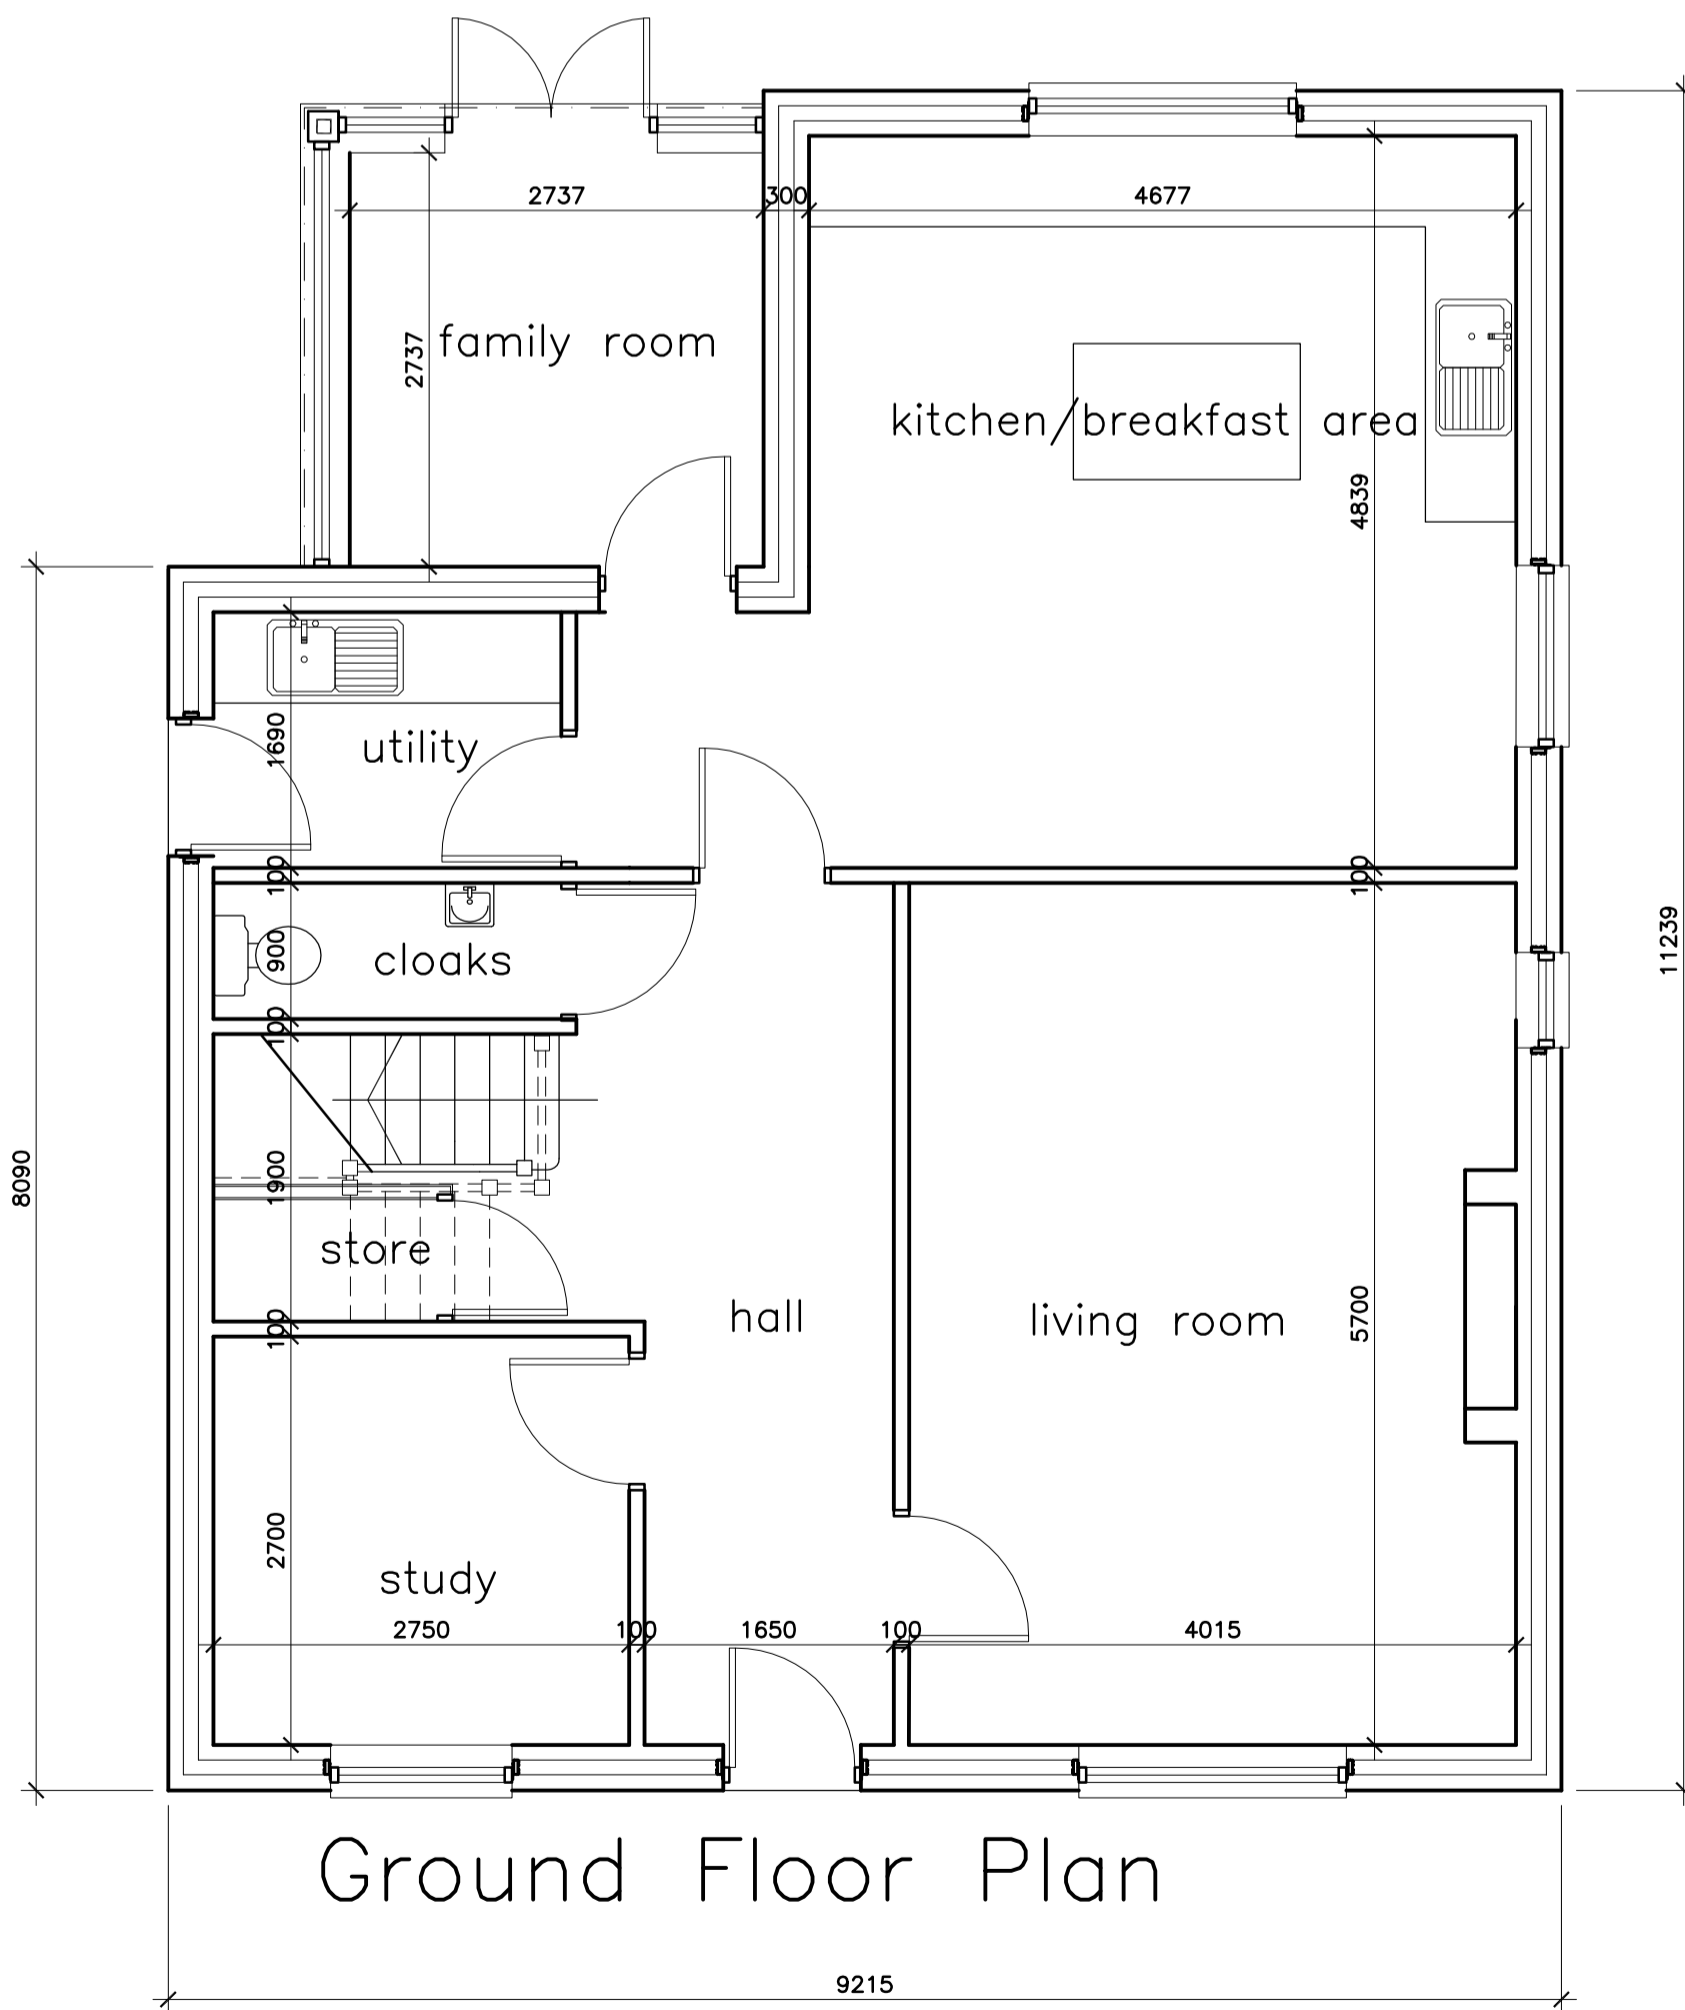 2737
300
4677
2737
family room
kitchen/breakfast area
4839
1690
utility
100
100
900
cloaks
11239
100
8090
1900
store
hall
living room
5700
100
2700
study
2750
100
1650
100
4015
Ground Floor Plan
9215